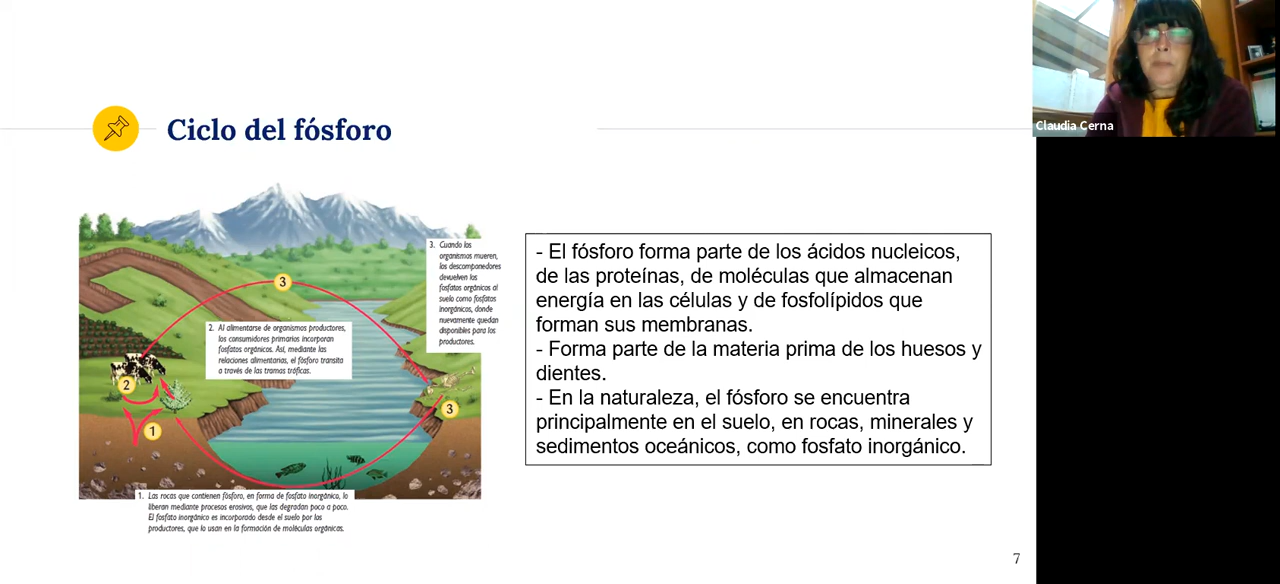 Claudia Cerna
Ciclo del fósforo
3. Cuando los
organismos mueren,
los descomponedores
devuelven los
fosfatos orgánicos al
suelo como fosfatos
inorgánicos, donde
nuevamente quedan
disponibles para los
productores.
3
2. Al alimentarse de organismos productores,
los consumidores primarios incorporan
fosfatos orgánicos. Así, mediante las
relaciones alimentarias, el fósforo transita
a través de las tramas tróficas.
2
3
1
1. Las rocas que contienen fósforo, en forma de fosfato inorgánico, lo
liberan mediante procesos erosivos, que las degradan poco a poco.
El fosfato inorgánico es incorporado desde el suelo por los
productores, que lo usan en la formación de moléculas orgánicas.
- El fósforo forma parte de los ácidos nucleicos,
de las proteínas, de moléculas que almacenan
energía en las células y de fosfolípidos que
forman sus membranas.
- Forma parte de la materia prima de los huesos y
dientes.
- En la naturaleza, el fósforo se encuentra
principalmente en el suelo, en rocas, minerales y
sedimentos oceánicos, como fosfato inorgánico.
7